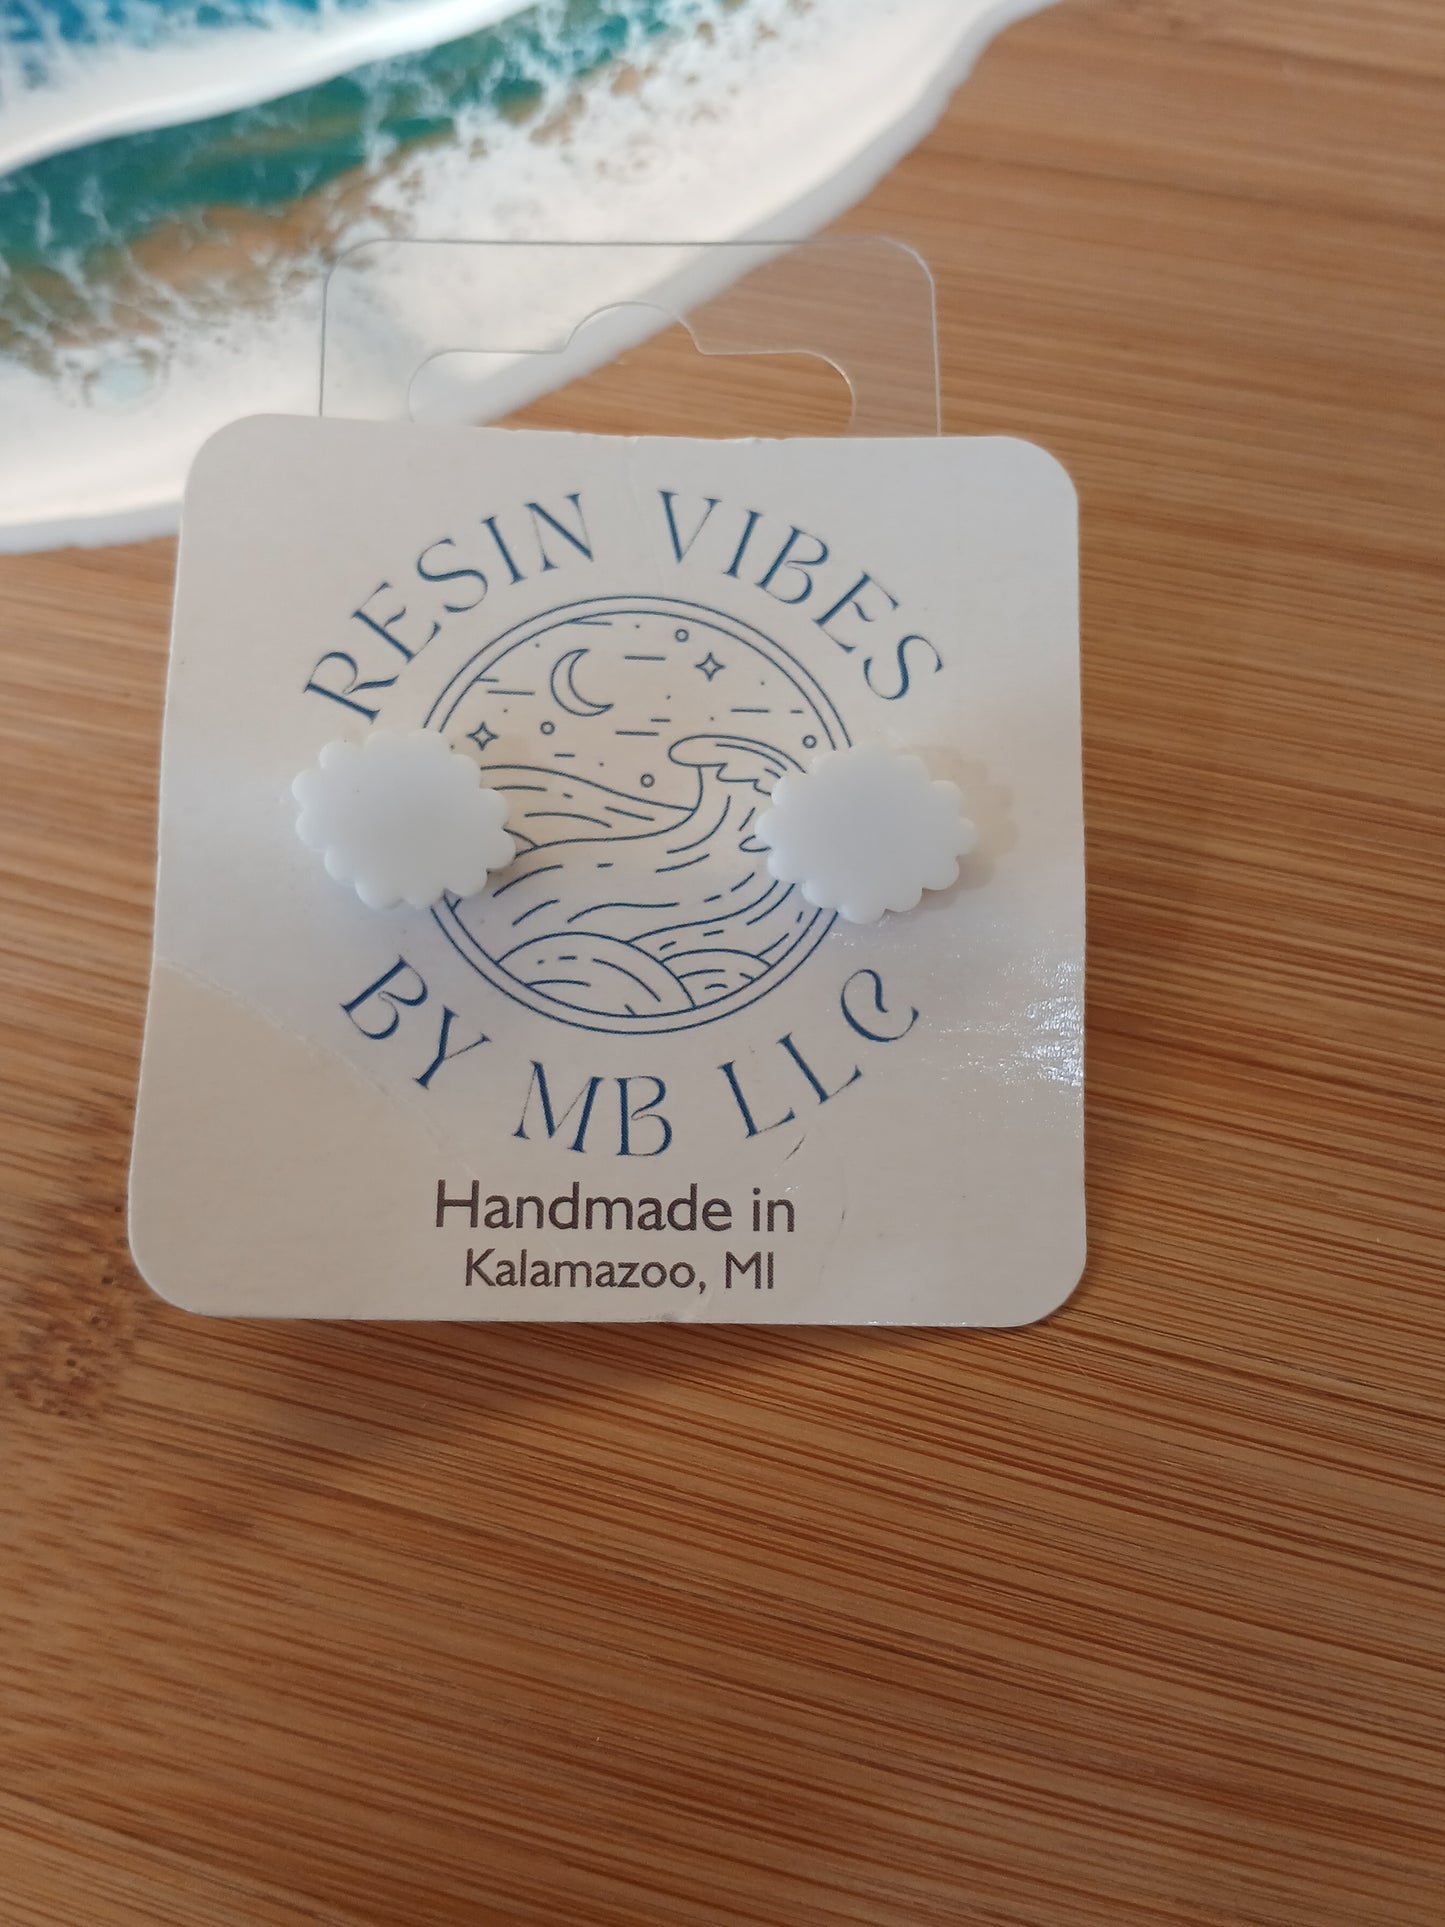 RESIN VIBES
BY MB LLC
Handmade in
Kalamazoo, MI